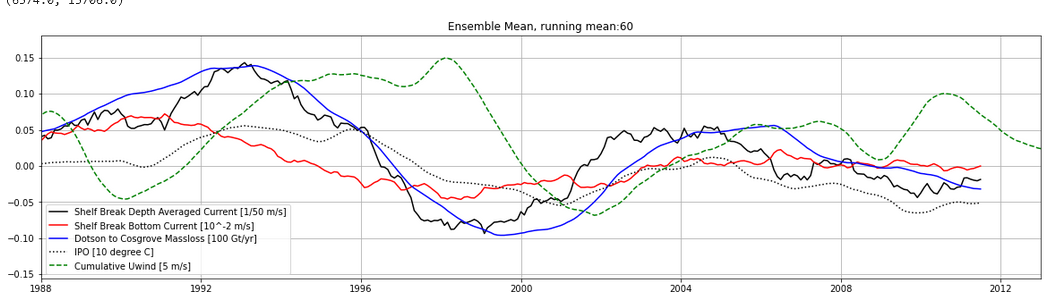 (6574.0, 15706.0)
Ensemble Mean, running mean:60
0.15
0.10
0.05
0.00
−0.05
−0.10
−0.15
Shelf Break Depth Averaged Current [1/50 m/s]
Shelf Break Bottom Current [10^-2 m/s]
Dotson to Cosgrove Massloss [100 Gt/yr]
IPO [10 degree C]
Cumulative Uwind [5 m/s]
1988 1992 1996 2000 2004 2008 2012